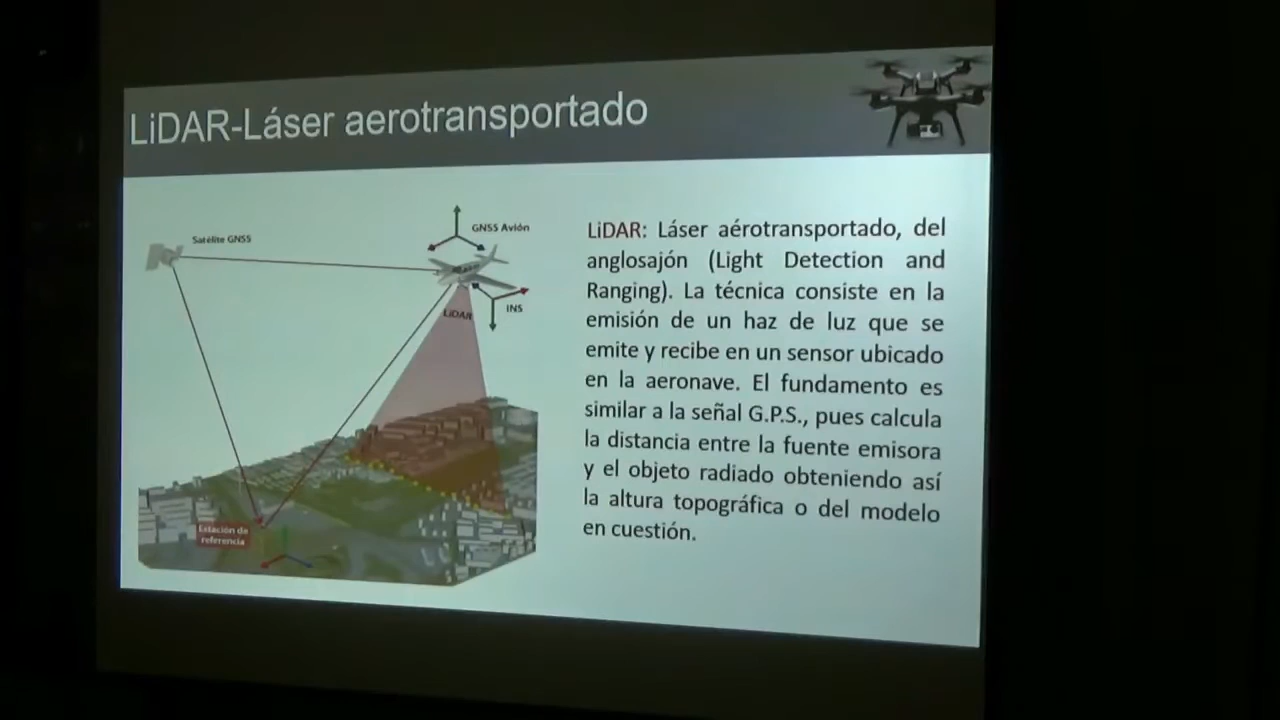 LiDAR-Láser aerotransportado
Satélite GNSS
GNSS Avión
INS
LiDAR
Estación de
referencia
LiDAR: Láser aérotransportado, del
anglosajón (Light Detection and
Ranging). La técnica consiste en la
emisión de un haz de luz que se
emite y recibe en un sensor ubicado
en la aeronave. El fundamento es
similar a la señal G.P.S., pues calcula
la distancia entre la fuente emisora
y el objeto radiado obteniendo así
la altura topográfica o del modelo
en cuestión.